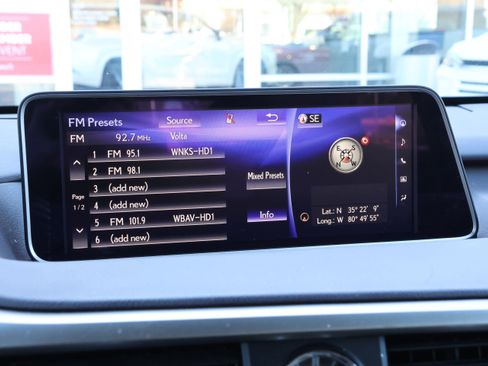 FM Presets
Source
SE
FM
92.7 MHz
Volta
1 FM 95.1 WNKS-HD1
2 FM 98.1
3 (add new)
Page
1/2
4 (add new)
5 FM 101.9 WBAV-HD1
6 (add new)
Mixed Presets
Info
E
S
N
W
Lat.: N 35° 22' 9"
Long.: W 80° 49' 55"
EVENT